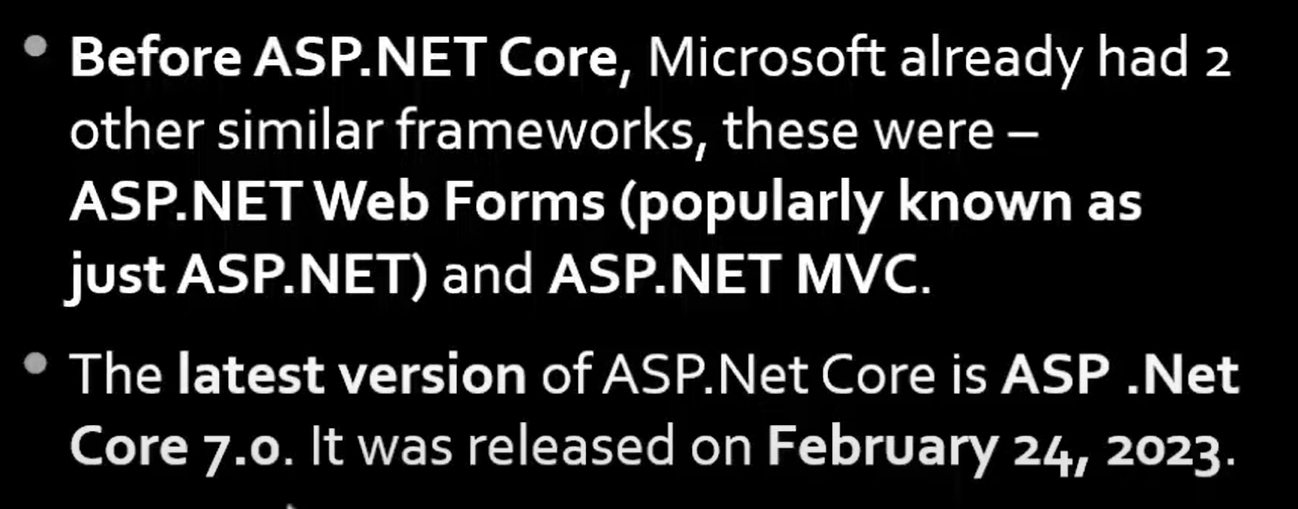 • Before ASP.NET Core, Microsoft already had 2
other similar frameworks, these were –
ASP.NET Web Forms (popularly known as
just ASP.NET) and ASP.NET MVC.
• The latest version of ASP.Net Core is ASP .Net
Core 7.0. It was released on February 24, 2023.